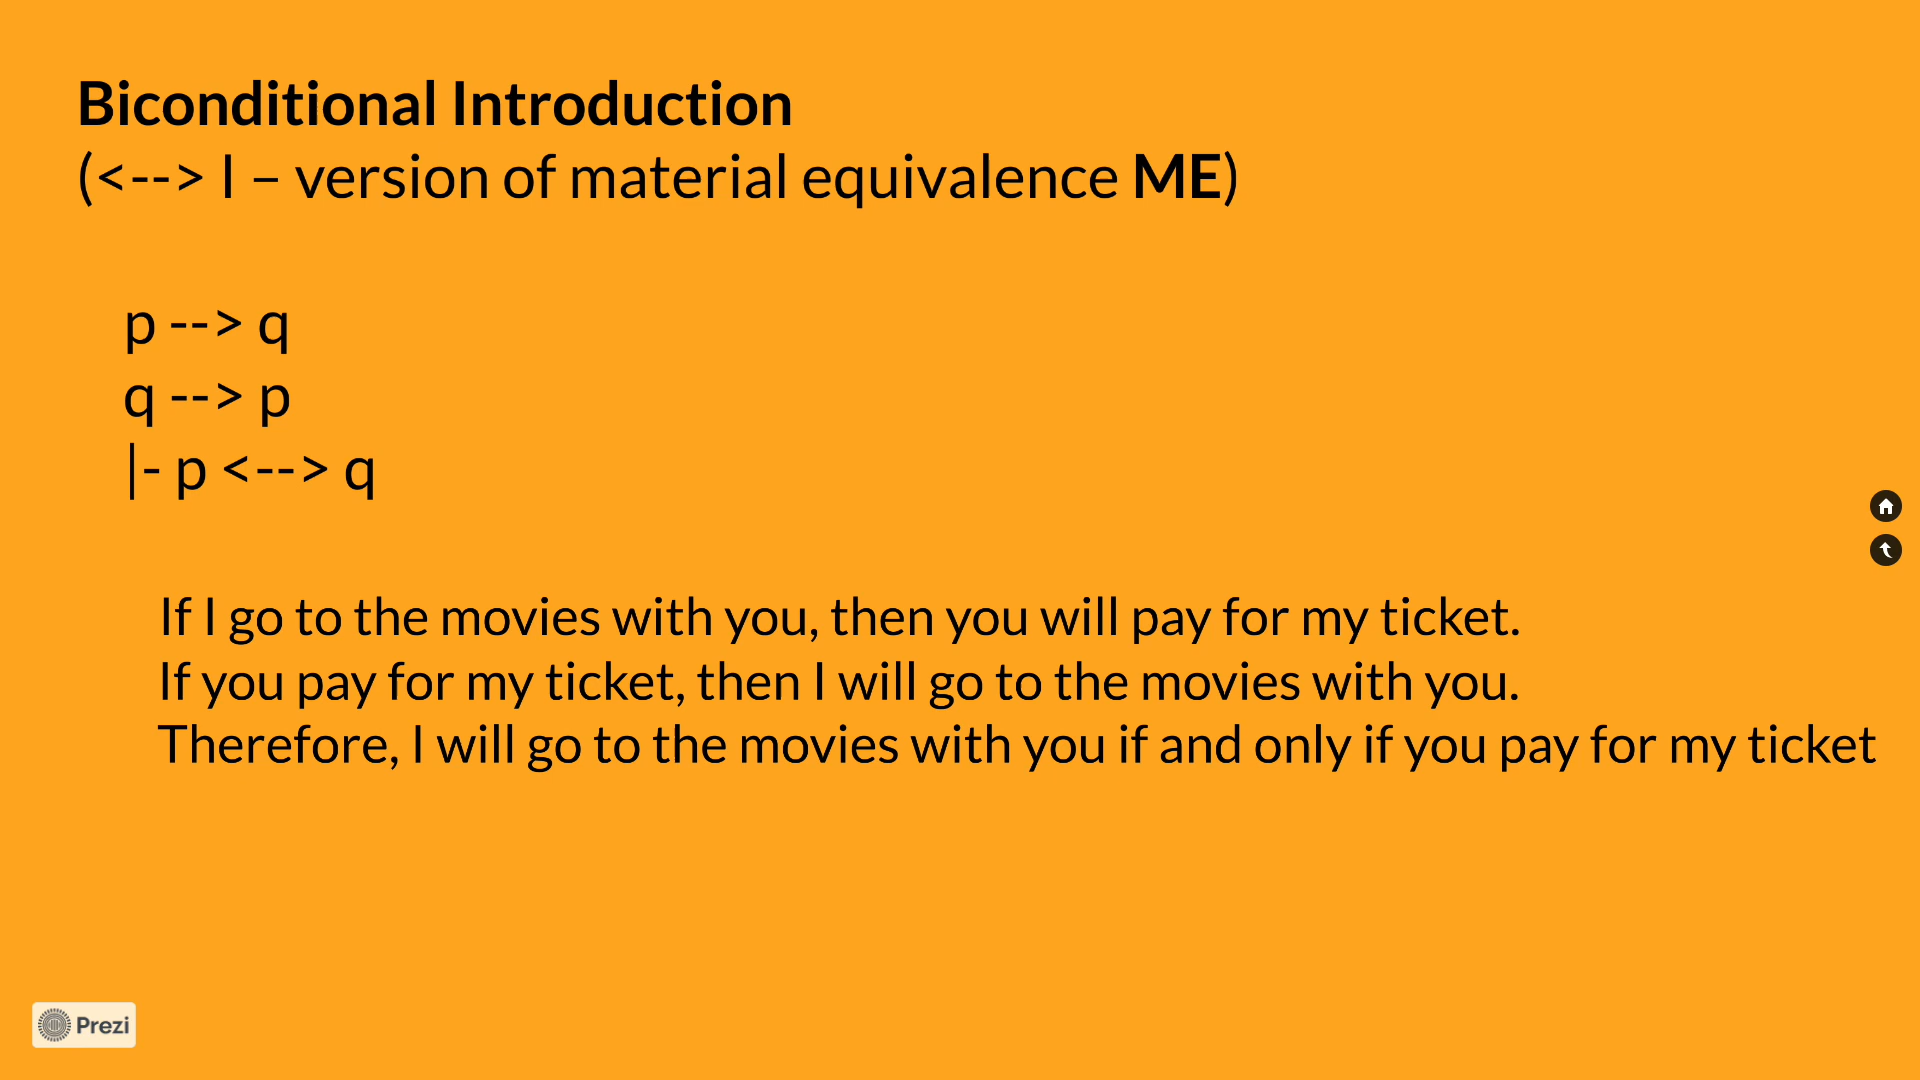 Biconditional Introduction
(<--> I – version of material equivalence ME)
p --> q
q --> p
|- p <--> q
If I go to the movies with you, then you will pay for my ticket.
If you pay for my ticket, then I will go to the movies with you.
Therefore, I will go to the movies with you if and only if you pay for my ticket
Prezi